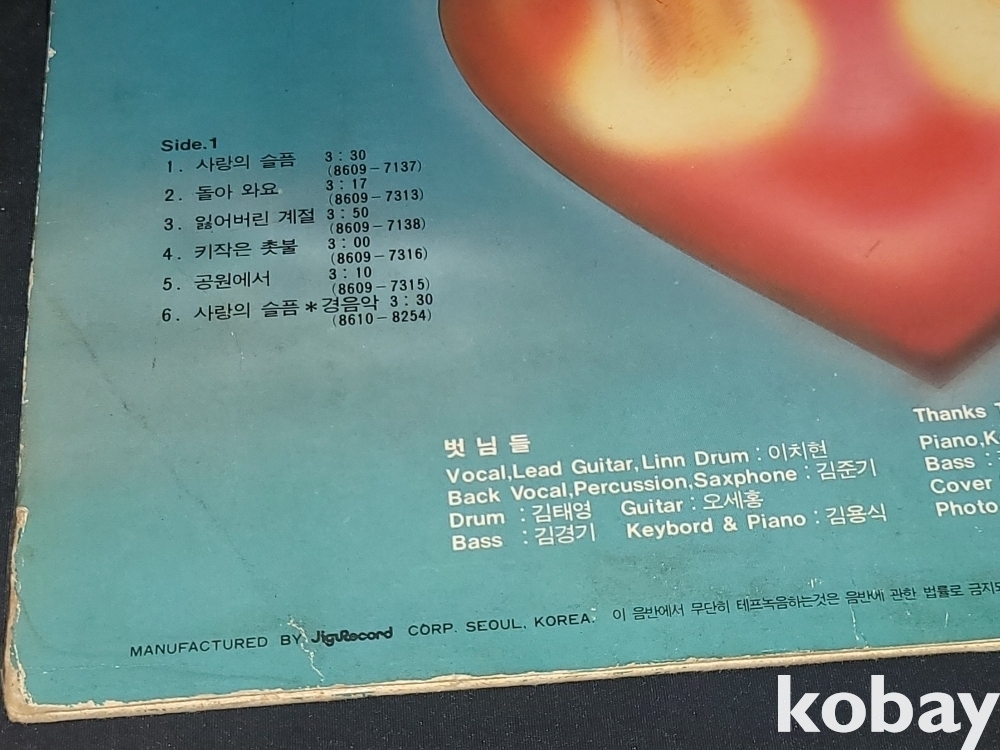 Side.1
1. 사랑의 슬픔 3 : 30
(8609-7137)
2. 돌아 와요 3 : 17
(8609-7313)
3. 잃어버린 계절 3 : 50
(8609-7138)
4. 키작은 촛불 3 : 00
(8609-7316)
5. 공원에서 3 : 10
(8609-7315)
6. 사랑의 슬픔*경음악 3 : 30
(8610-8254)
벗 님 들
Vocal,Lead Guitar,Linn Drum : 이치현
Back Vocal,Percussion,Saxphone : 김준기
Drum : 김태영 Guitar : 오세홍
Bass : 김경기 Keybord & Piano : 김용식
Thanks T
Piano,K
Bass :
Cover
Photo
MANUFACTURED BY JiguRecord CORP. SEOUL, KOREA. 이 음반에서 무단히 테프녹음하는것은 음반에 관한 법률로 금지되
kobay